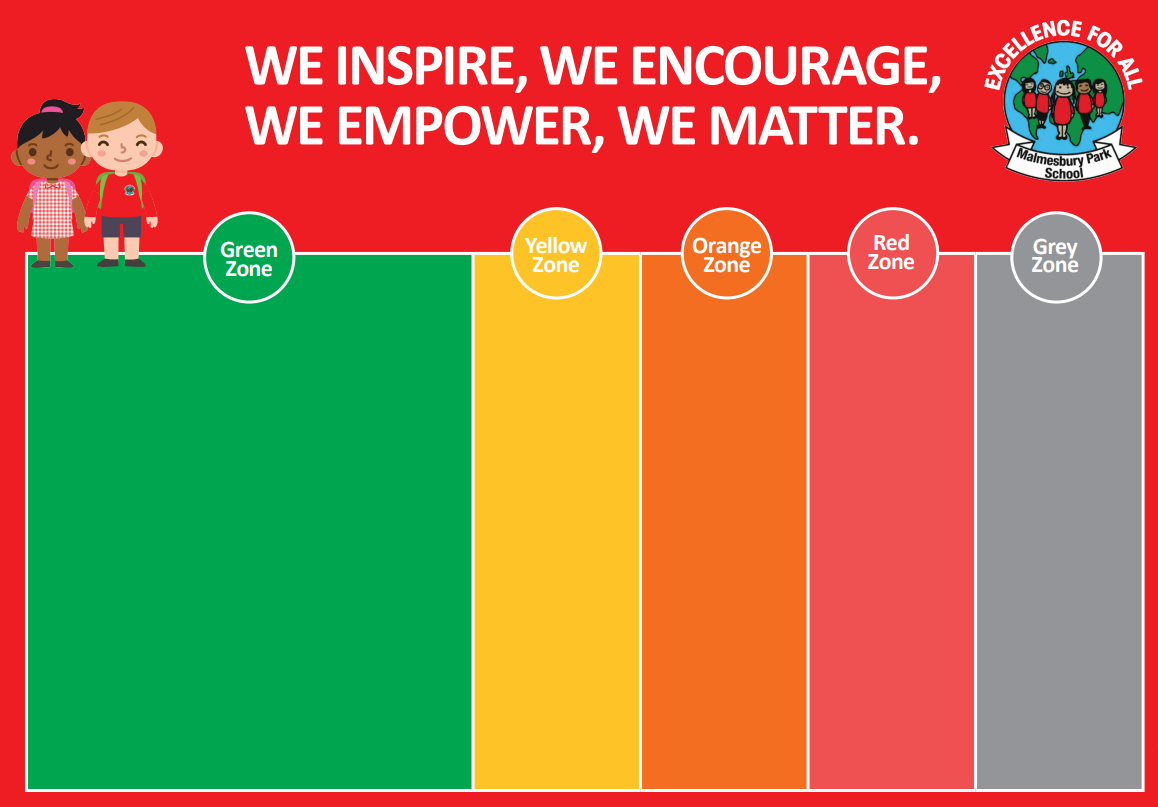 WE INSPIRE, WE ENCOURAGE,
WE EMPOWER, WE MATTER.
EXCELLENCE FOR ALL
Malmesbury Park
School
Green
Zone
Yellow
Zone
Orange
Zone
Red
Zone
Grey
Zone